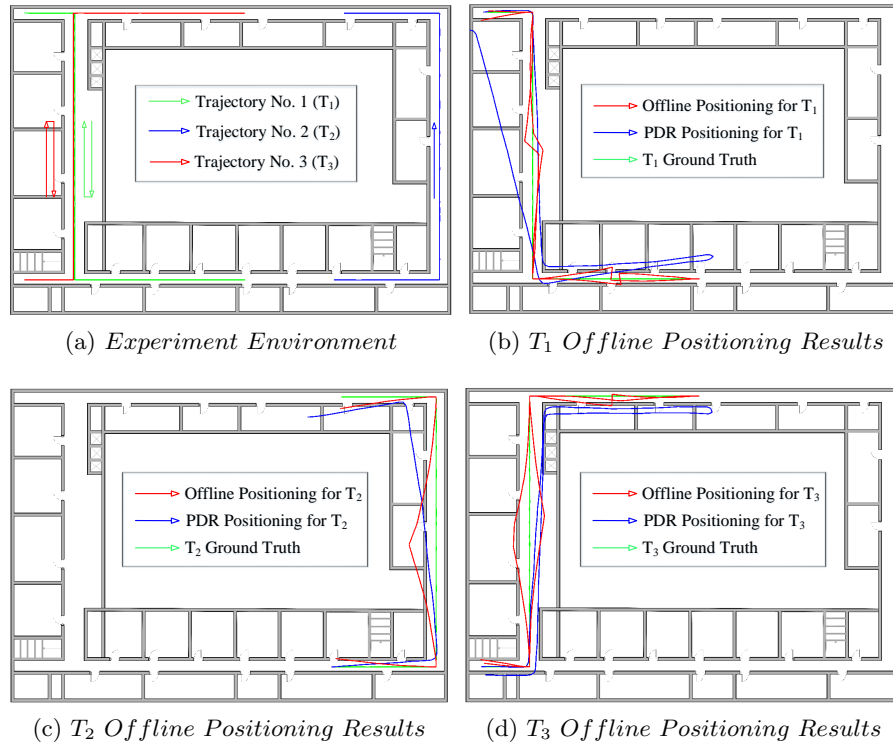 Trajectory No. 1 (T1)
Trajectory No. 2 (T2)
Trajectory No. 3 (T3)
(a) Experiment Environment
Offline Positioning for T1
PDR Positioning for T1
T1 Ground Truth
(b) T1 Offline Positioning Results
Offline Positioning for T2
PDR Positioning for T2
T2 Ground Truth
(c) T2 Offline Positioning Results
Offline Positioning for T3
PDR Positioning for T3
T3 Ground Truth
(d) T3 Offline Positioning Results